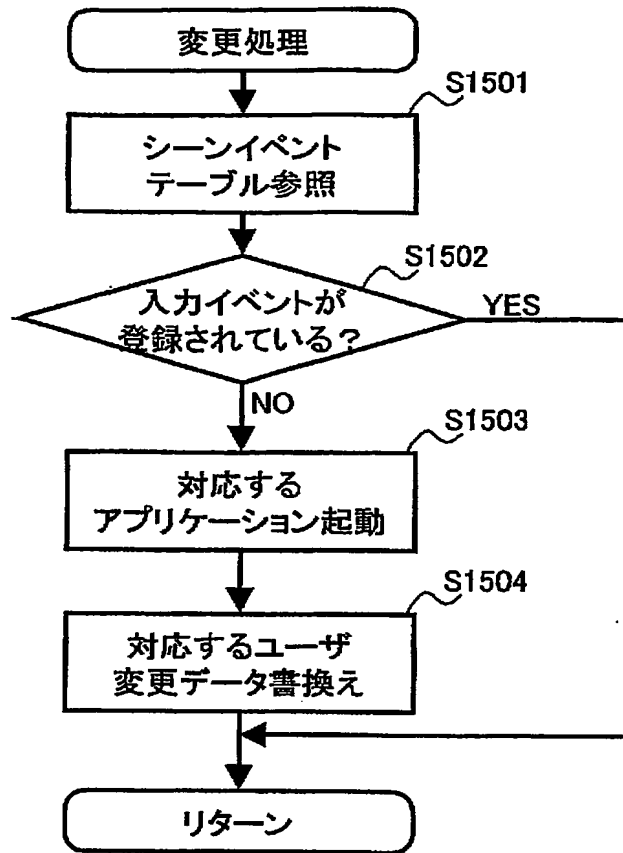 変更処理
S1501
シーンイベント
テーブル参照
S1502
入力イベントが
登録されている?
YES
NO
S1503
対応する
アプリケーション起動
S1504
対応するユーザ
変更データ書換え
リターン